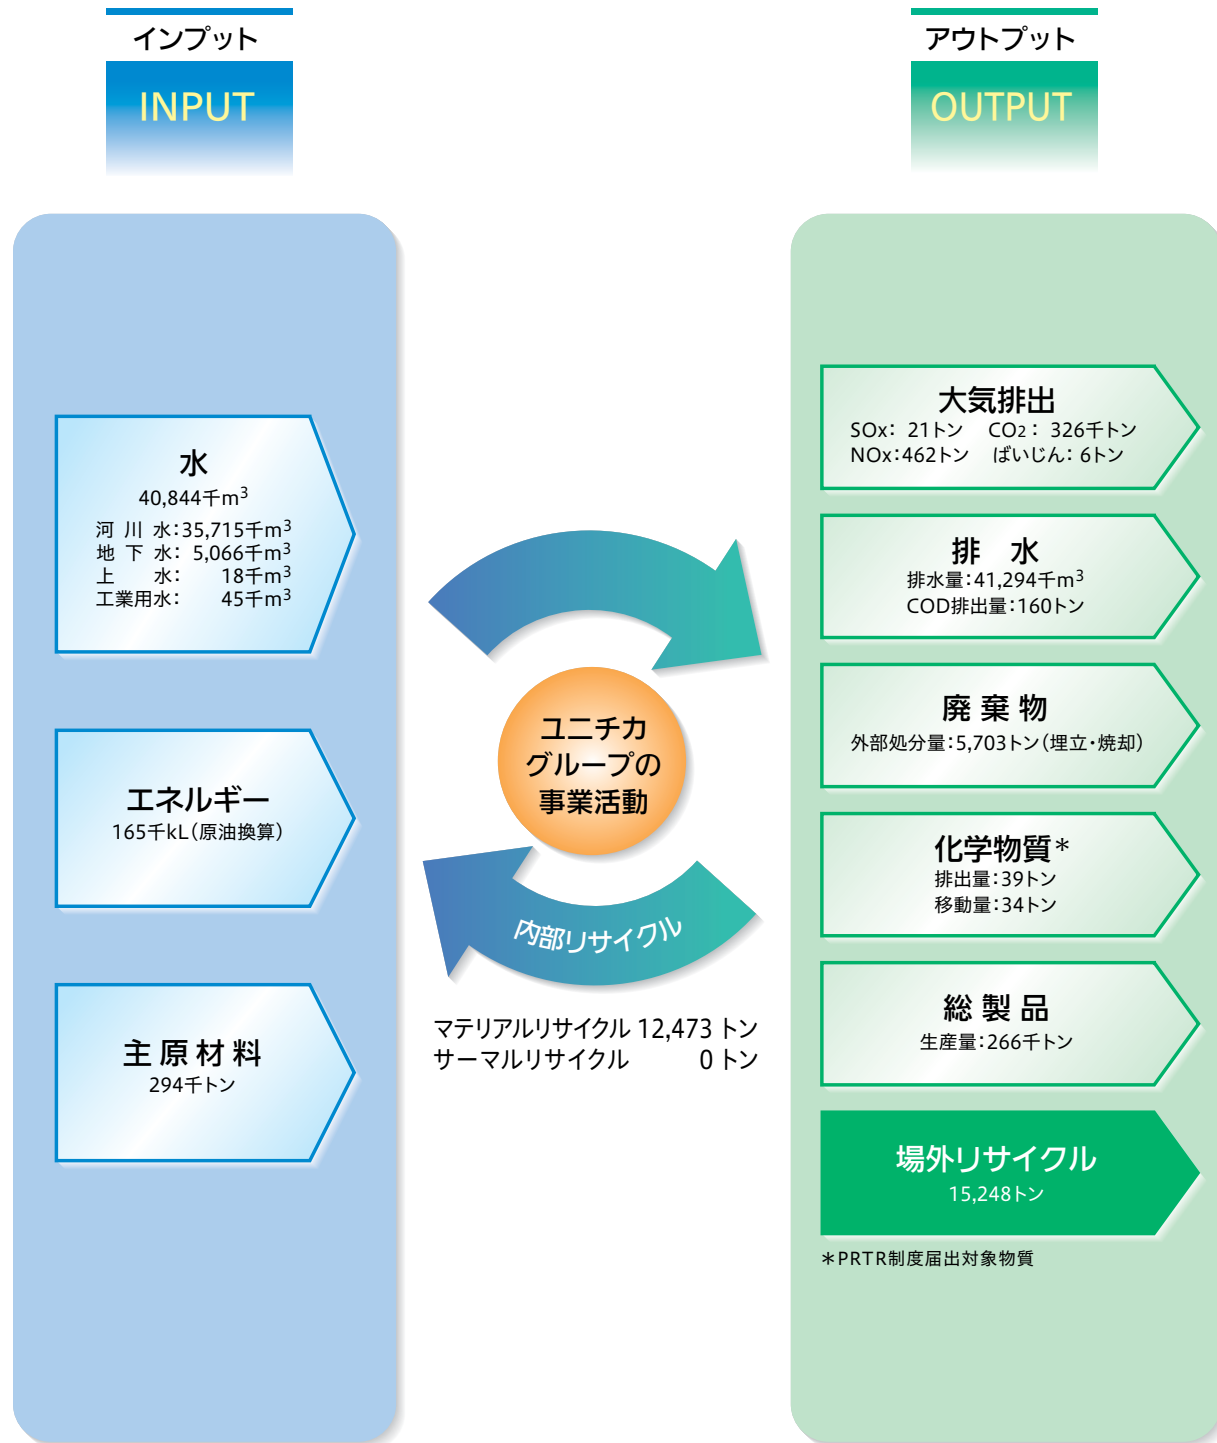 インプット
INPUT
水
40,844千m³
河川水:35,715千m³
地下水: 5,066千m³
上水: 18千m³
工業用水: 45千m³
エネルギー
165千kL(原油換算)
主原材料
294千トン
ユニチカ
グループの
事業活動
内部リサイクル
マテリアルリサイクル 12,473 トン
サーマルリサイクル 0 トン
アウトプット
OUTPUT
大気排出
SOx: 21トン CO₂: 326千トン
NOx:462トン ばいじん: 6トン
排水
排水量:41,294千m³
COD排出量:160トン
廃棄物
外部処分量:5,703トン(埋立・焼却)
化学物質＊
排出量:39トン
移動量:34トン
総製品
生産量:266千トン
場外リサイクル
15,248トン
＊PRTR制度届出対象物質